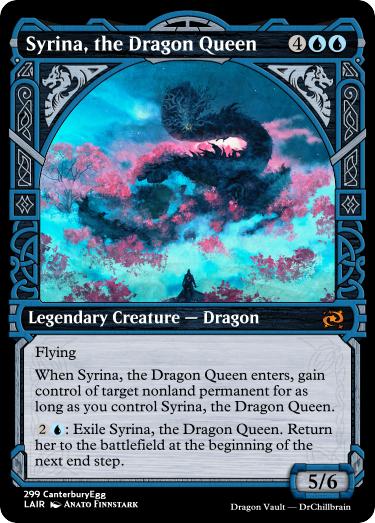 Syrina, the Dragon Queen 4
Legendary Creature — Dragon
Flying
When Syrina, the Dragon Queen enters, gain
control of target nonland permanent for as
long as you control Syrina, the Dragon Queen.
2 : Exile Syrina, the Dragon Queen. Return
her to the battlefield at the beginning of the
next end step.
5/6
299 CanterburyEgg
LAIR Anato Finnstark
Dragon Vault — DrChillbrain